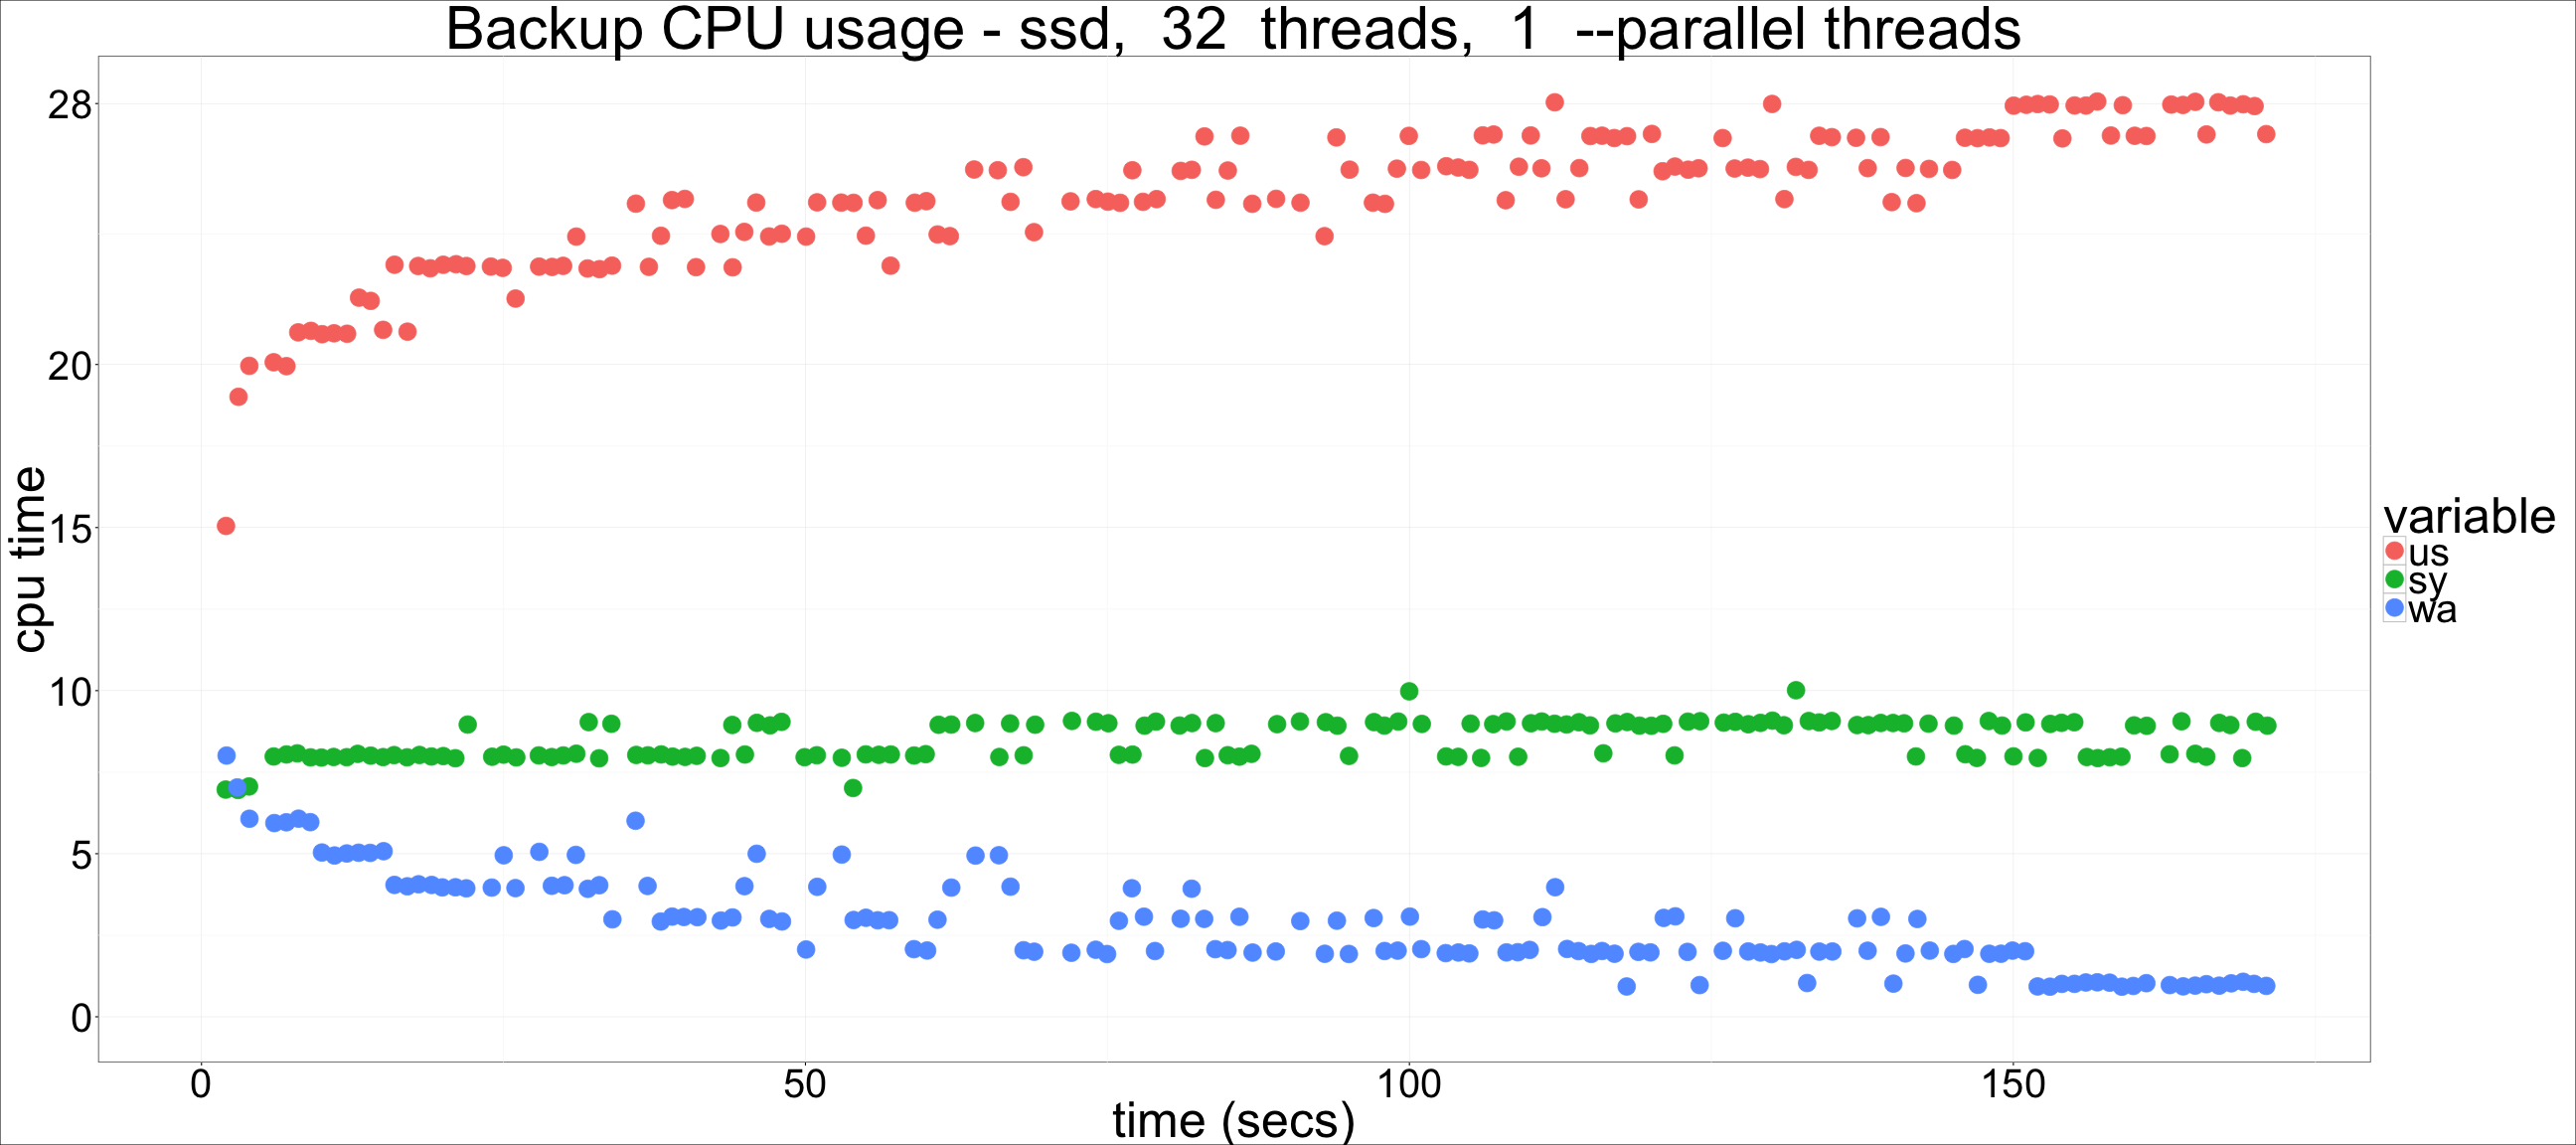 Backup CPU usage - ssd,  32  threads,  1  --parallel threads
28
20
15
10
5
0
cpu time
0 50 100 150
time (secs)
variable
us
sy
wa